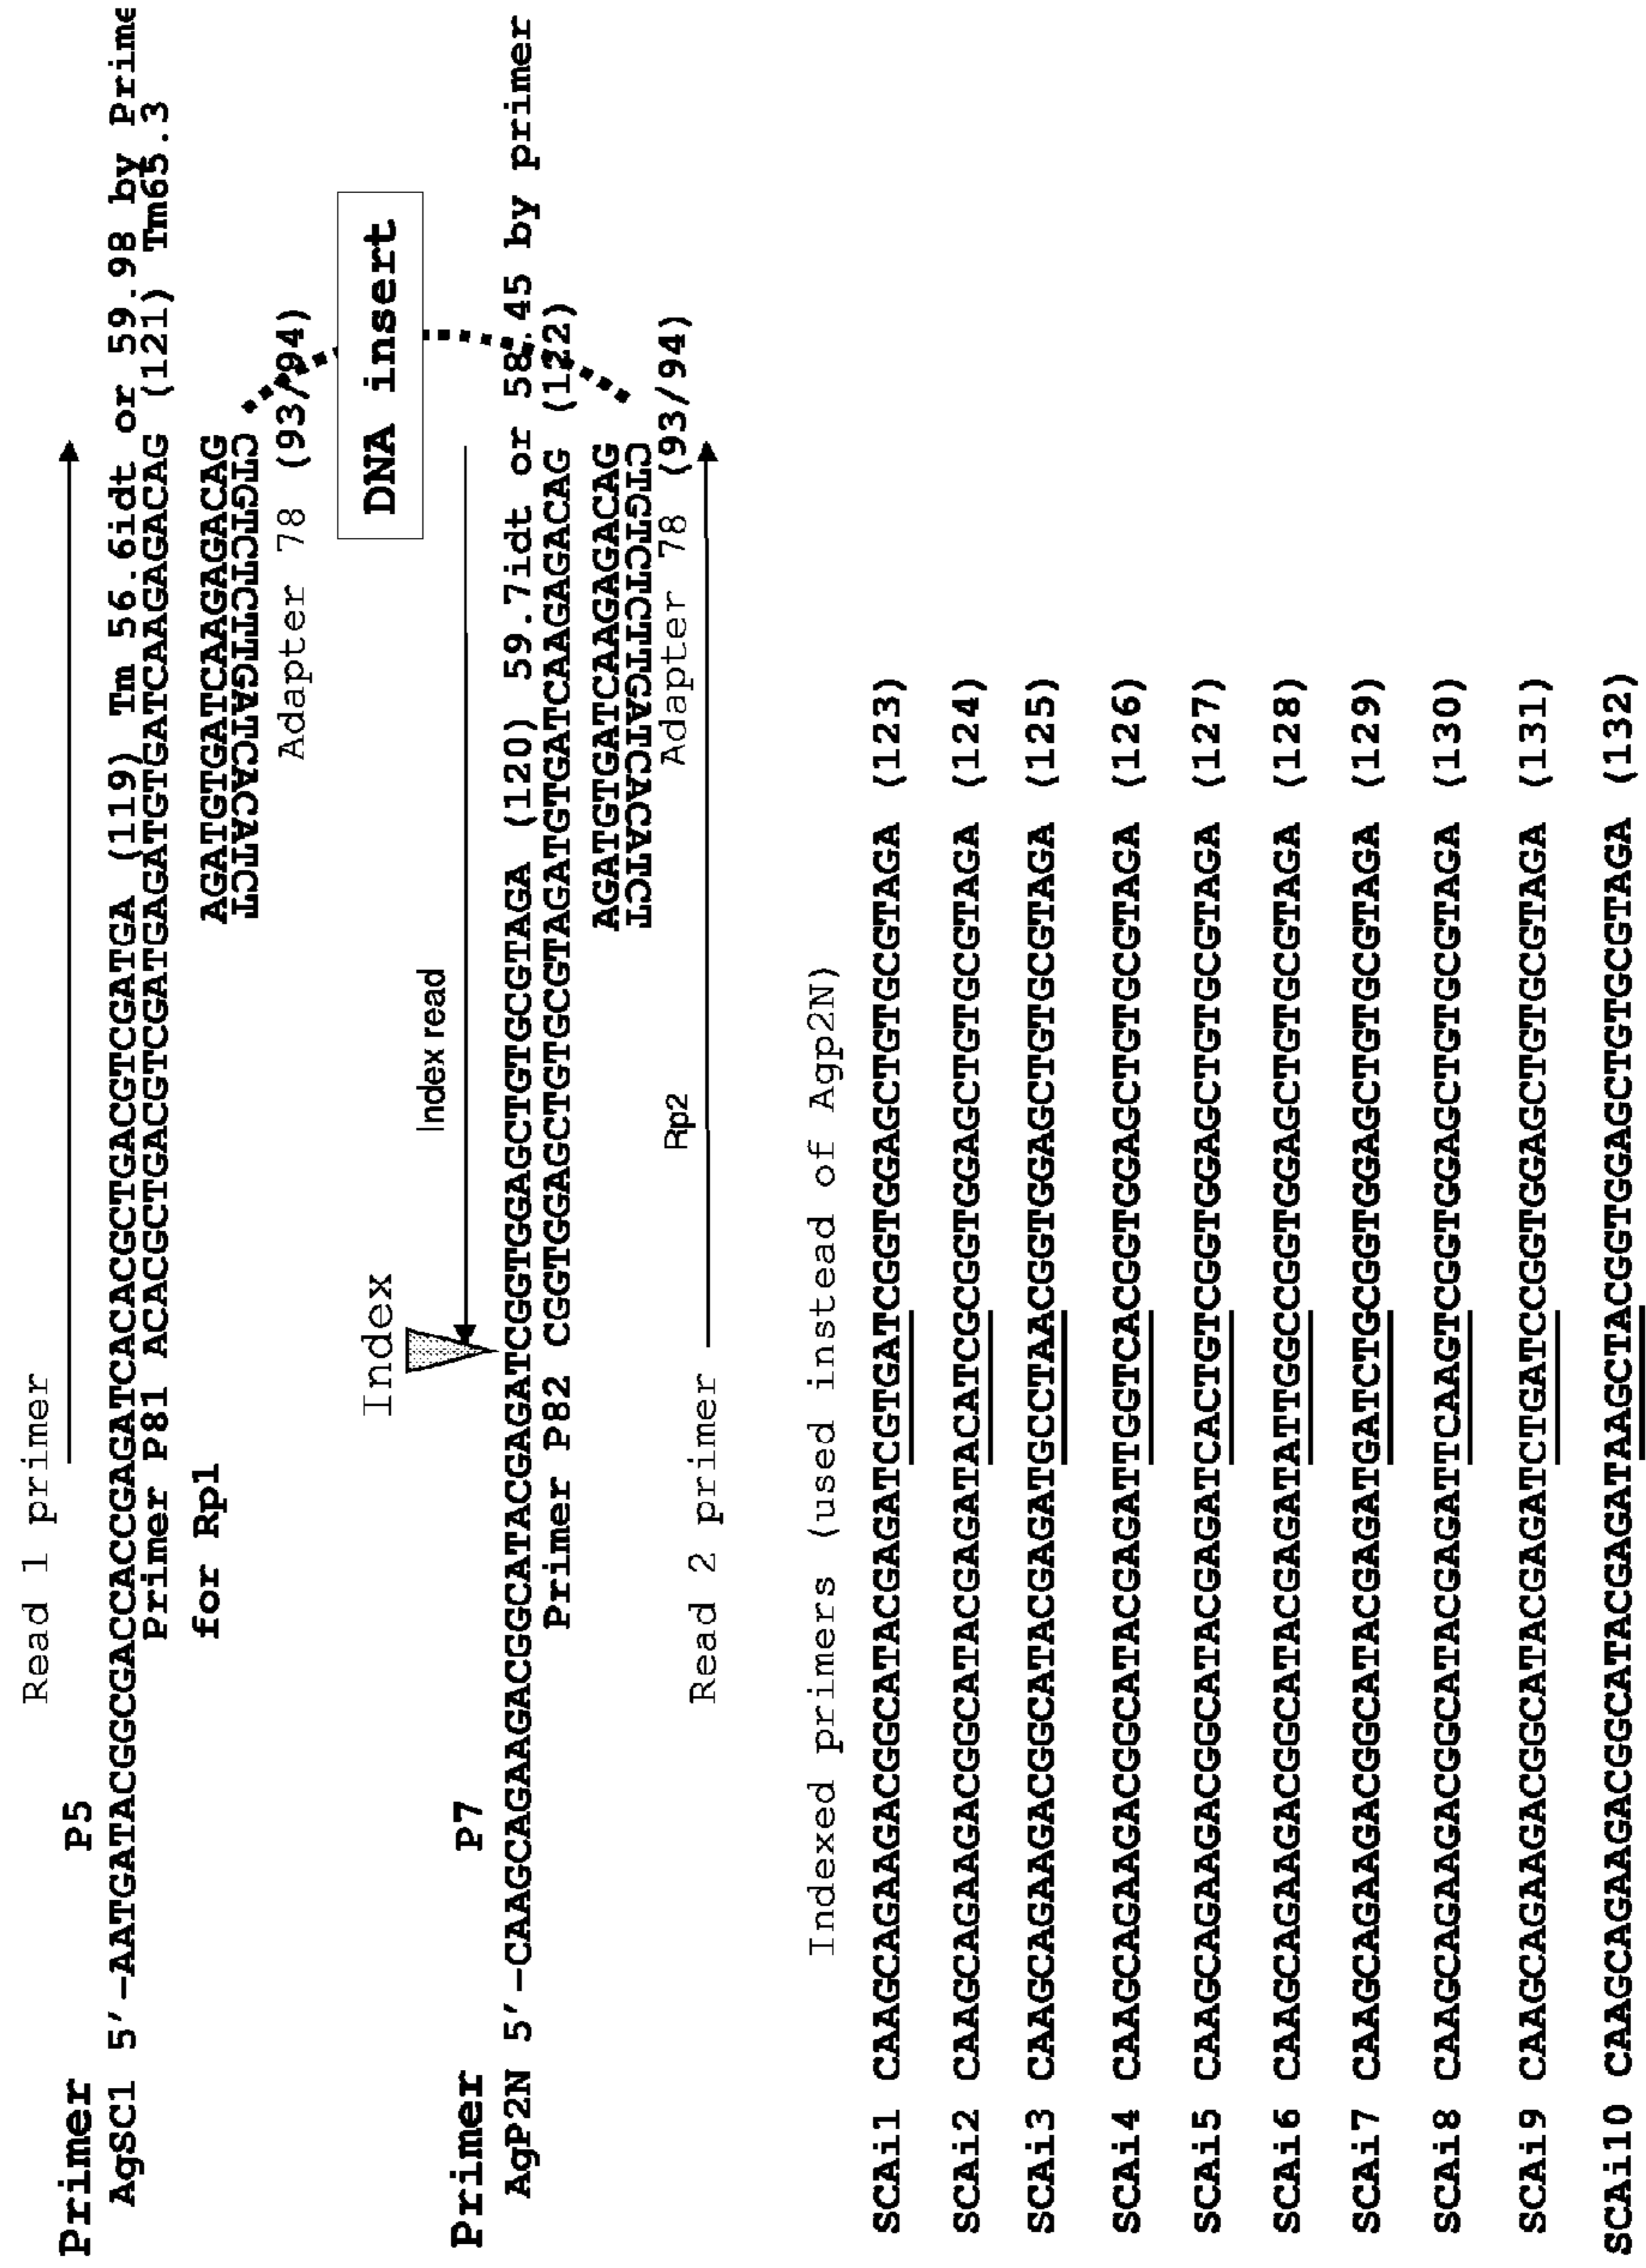 Read 1 primer
Primer P5
AgSC1 5'-AATGATACGGCGACCACCGAGATCACACGCTGACGTCGATGA (119) Tm 56.6idt or 59.98 by Prime
Primer P81 ACACGCTGACGTCGATGAGATGTGATCAAGAGACAG (121) Tm65.3
for Rp1
AGATGTGATCAAGAGACAG
CTGTCTCTTGATCACATCT
Adapter 78 (93/94)
DNA insert
Index
Index read
Primer P7
AgP2N 5'-CAAGCAGAAGACGGCATACGAGATCGGTGGAGCTGTGCGTAGA (120) 59.7idt or 58.45 by primer
Primer P82 CGGTGGAGCTGTGCGTAGATGTGATCAAGAGACAG (122)
AGATGTGATCAAGAGACAG
CTGTCTCTTGATCACATCT
Adapter 78 (93/94)
Rp2
Read 2 primer
Indexed primers (used instead of Agp2N)
SCAi1 CAAGCAGAAGACGGCATACGAGATCGTGATCGGTGGAGCTGTGCGTAGA (123)
SCAi2 CAAGCAGAAGACGGCATACGAGATACATCGCGGTGGAGCTGTGCGTAGA (124)
SCAi3 CAAGCAGAAGACGGCATACGAGATGCCTAACGGTGGAGCTGTGCGTAGA (125)
SCAi4 CAAGCAGAAGACGGCATACGAGATTGGTCACGGTGGAGCTGTGCGTAGA (126)
SCAi5 CAAGCAGAAGACGGCATACGAGATCACTGTCGGTGGAGCTGTGCGTAGA (127)
SCAi6 CAAGCAGAAGACGGCATACGAGATATTGGCCGGTGGAGCTGTGCGTAGA (128)
SCAi7 CAAGCAGAAGACGGCATACGAGATGATCTGCGGTGGAGCTGTGCGTAGA (129)
SCAi8 CAAGCAGAAGACGGCATACGAGATTCAAGTCGGTGGAGCTGTGCGTAGA (130)
SCAi9 CAAGCAGAAGACGGCATACGAGATCTGATCCGGTGGAGCTGTGCGTAGA (131)
SCAi10 CAAGCAGAAGACGGCATACGAGATAAGCTACGGTGGAGCTGTGCGTAGA (132)